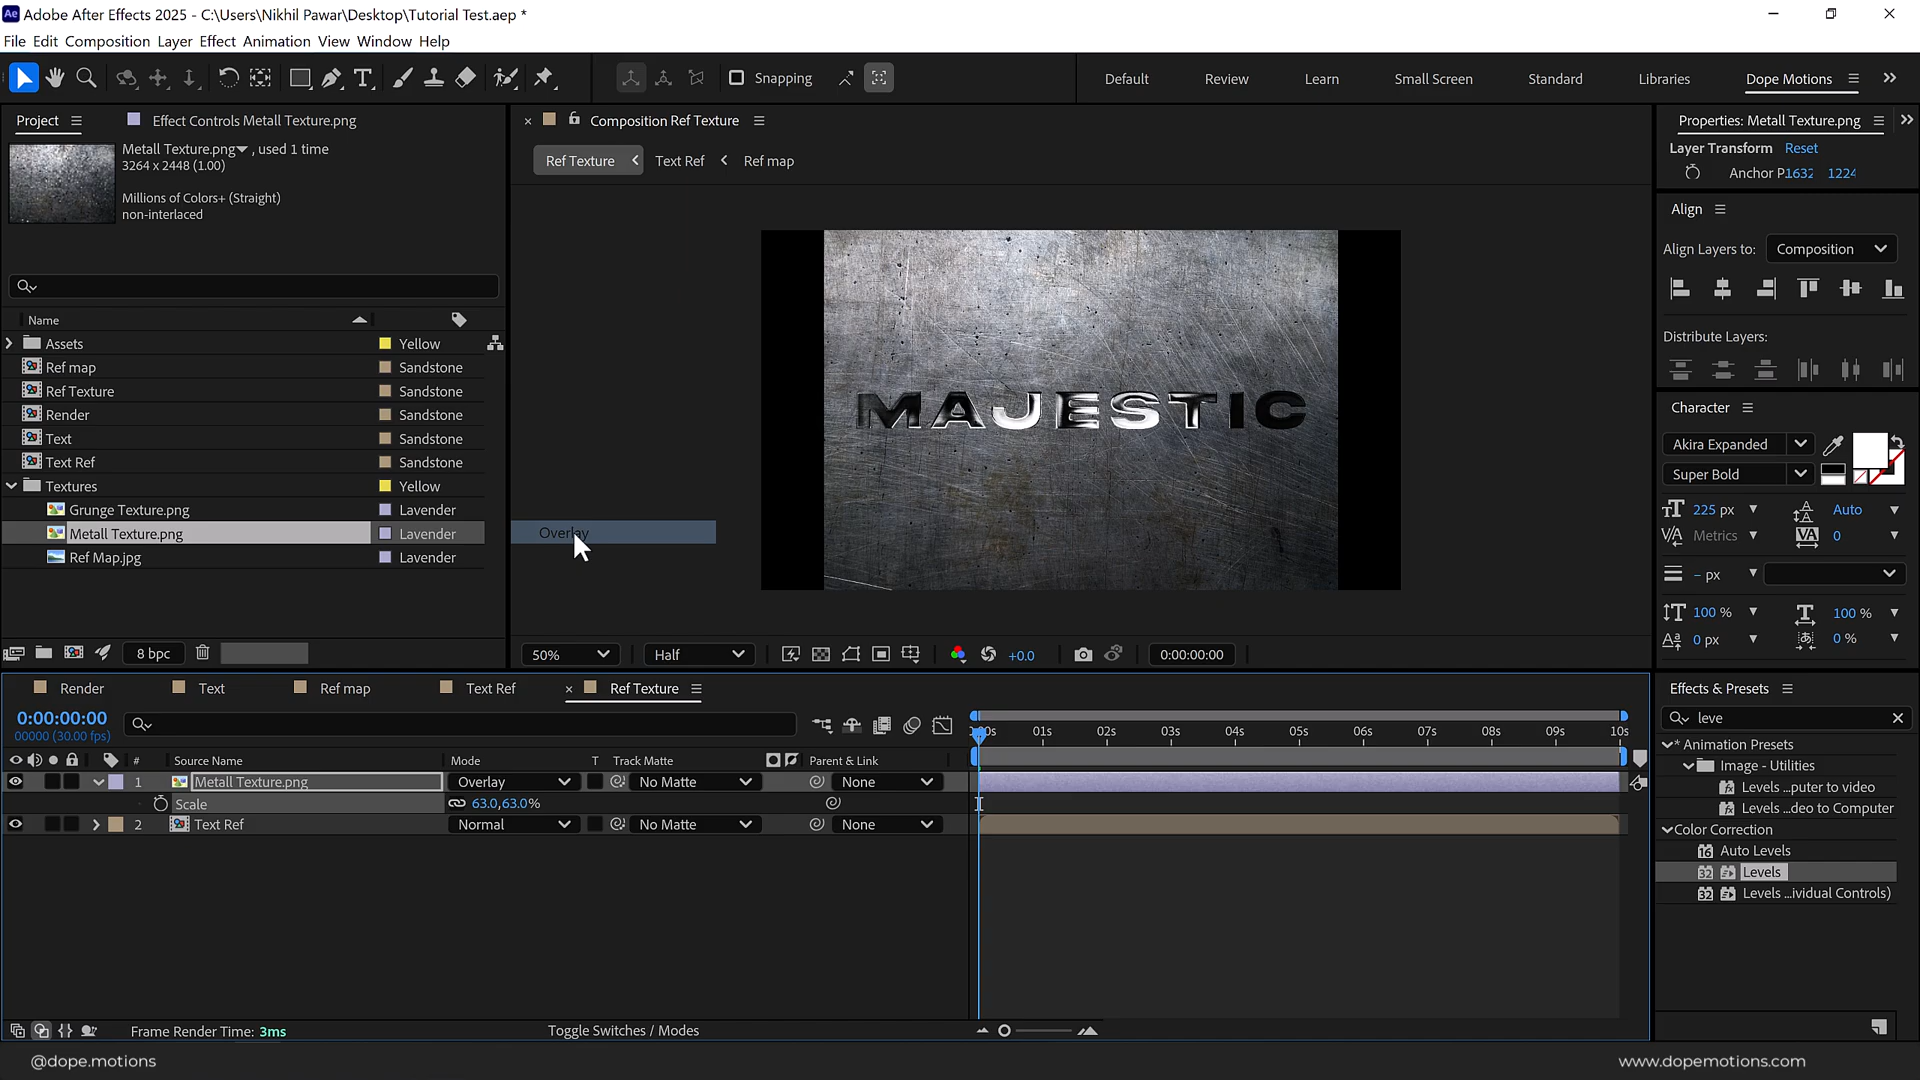 Adobe After Effects 2025 - C:\Users\Nikhil Pawar\Desktop\Tutorial Test.aep *
File Edit Composition Layer Effect Animation View Window Help
Snapping
Default Review Learn Small Screen Standard Libraries Dope Motions
Project Effect Controls Metall Texture.png
Metall Texture.png , used 1 time
3264 x 2448 (1.00)
Millions of Colors+ (Straight)
non-interlaced
Name
Assets Yellow
Ref map Sandstone
Ref Texture Sandstone
Render Sandstone
Text Sandstone
Text Ref Sandstone
Textures Yellow
Grunge Texture.png Lavender
Metall Texture.png Lavender
Ref Map.jpg Lavender
8 bpc
Composition Ref Texture
Ref Texture Text Ref Ref map
MAJESTIC
Overlay
50% Half +0.0 0:00:00:00
Properties: Metall Texture.png
Layer Transform Reset
Anchor P 1632 1224
Align
Align Layers to: Composition
Distribute Layers:
Character
Akira Expanded
Super Bold
225 px Auto
Metrics 0
- px
100 % 100 %
0 px 0 %
Render Text Ref map Text Ref Ref Texture
0:00:00:00
00000 (30.00 fps)
01s 02s 03s 04s 05s 06s 07s 08s 09s 10s
# Source Name Mode T Track Matte Parent & Link
1 Metall Texture.png Overlay No Matte None
Scale 63.0,63.0%
2 Text Ref Normal No Matte None
Frame Render Time: 3ms
Toggle Switches / Modes
Effects & Presets
leve
* Animation Presets
Image - Utilities
Levels ...puter to video
Levels ...deo to Computer
Color Correction
16 Auto Levels
32 Levels
32 Levels ...ividual Controls)
@dope.motions
www.dopemotions.com